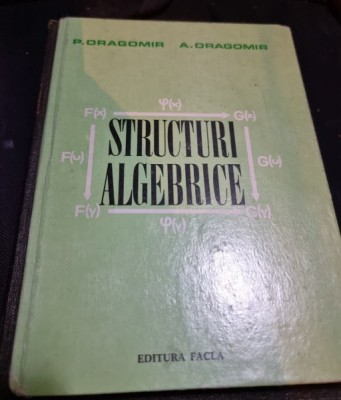 P. DRAGOMIR A. DRAGOMIR
φ(x)
F(x) G(x)
STRUCTURI
F(u) G(u)
ALGEBRICE
F(y) G(y)
φ(y)
EDITURA FACLA